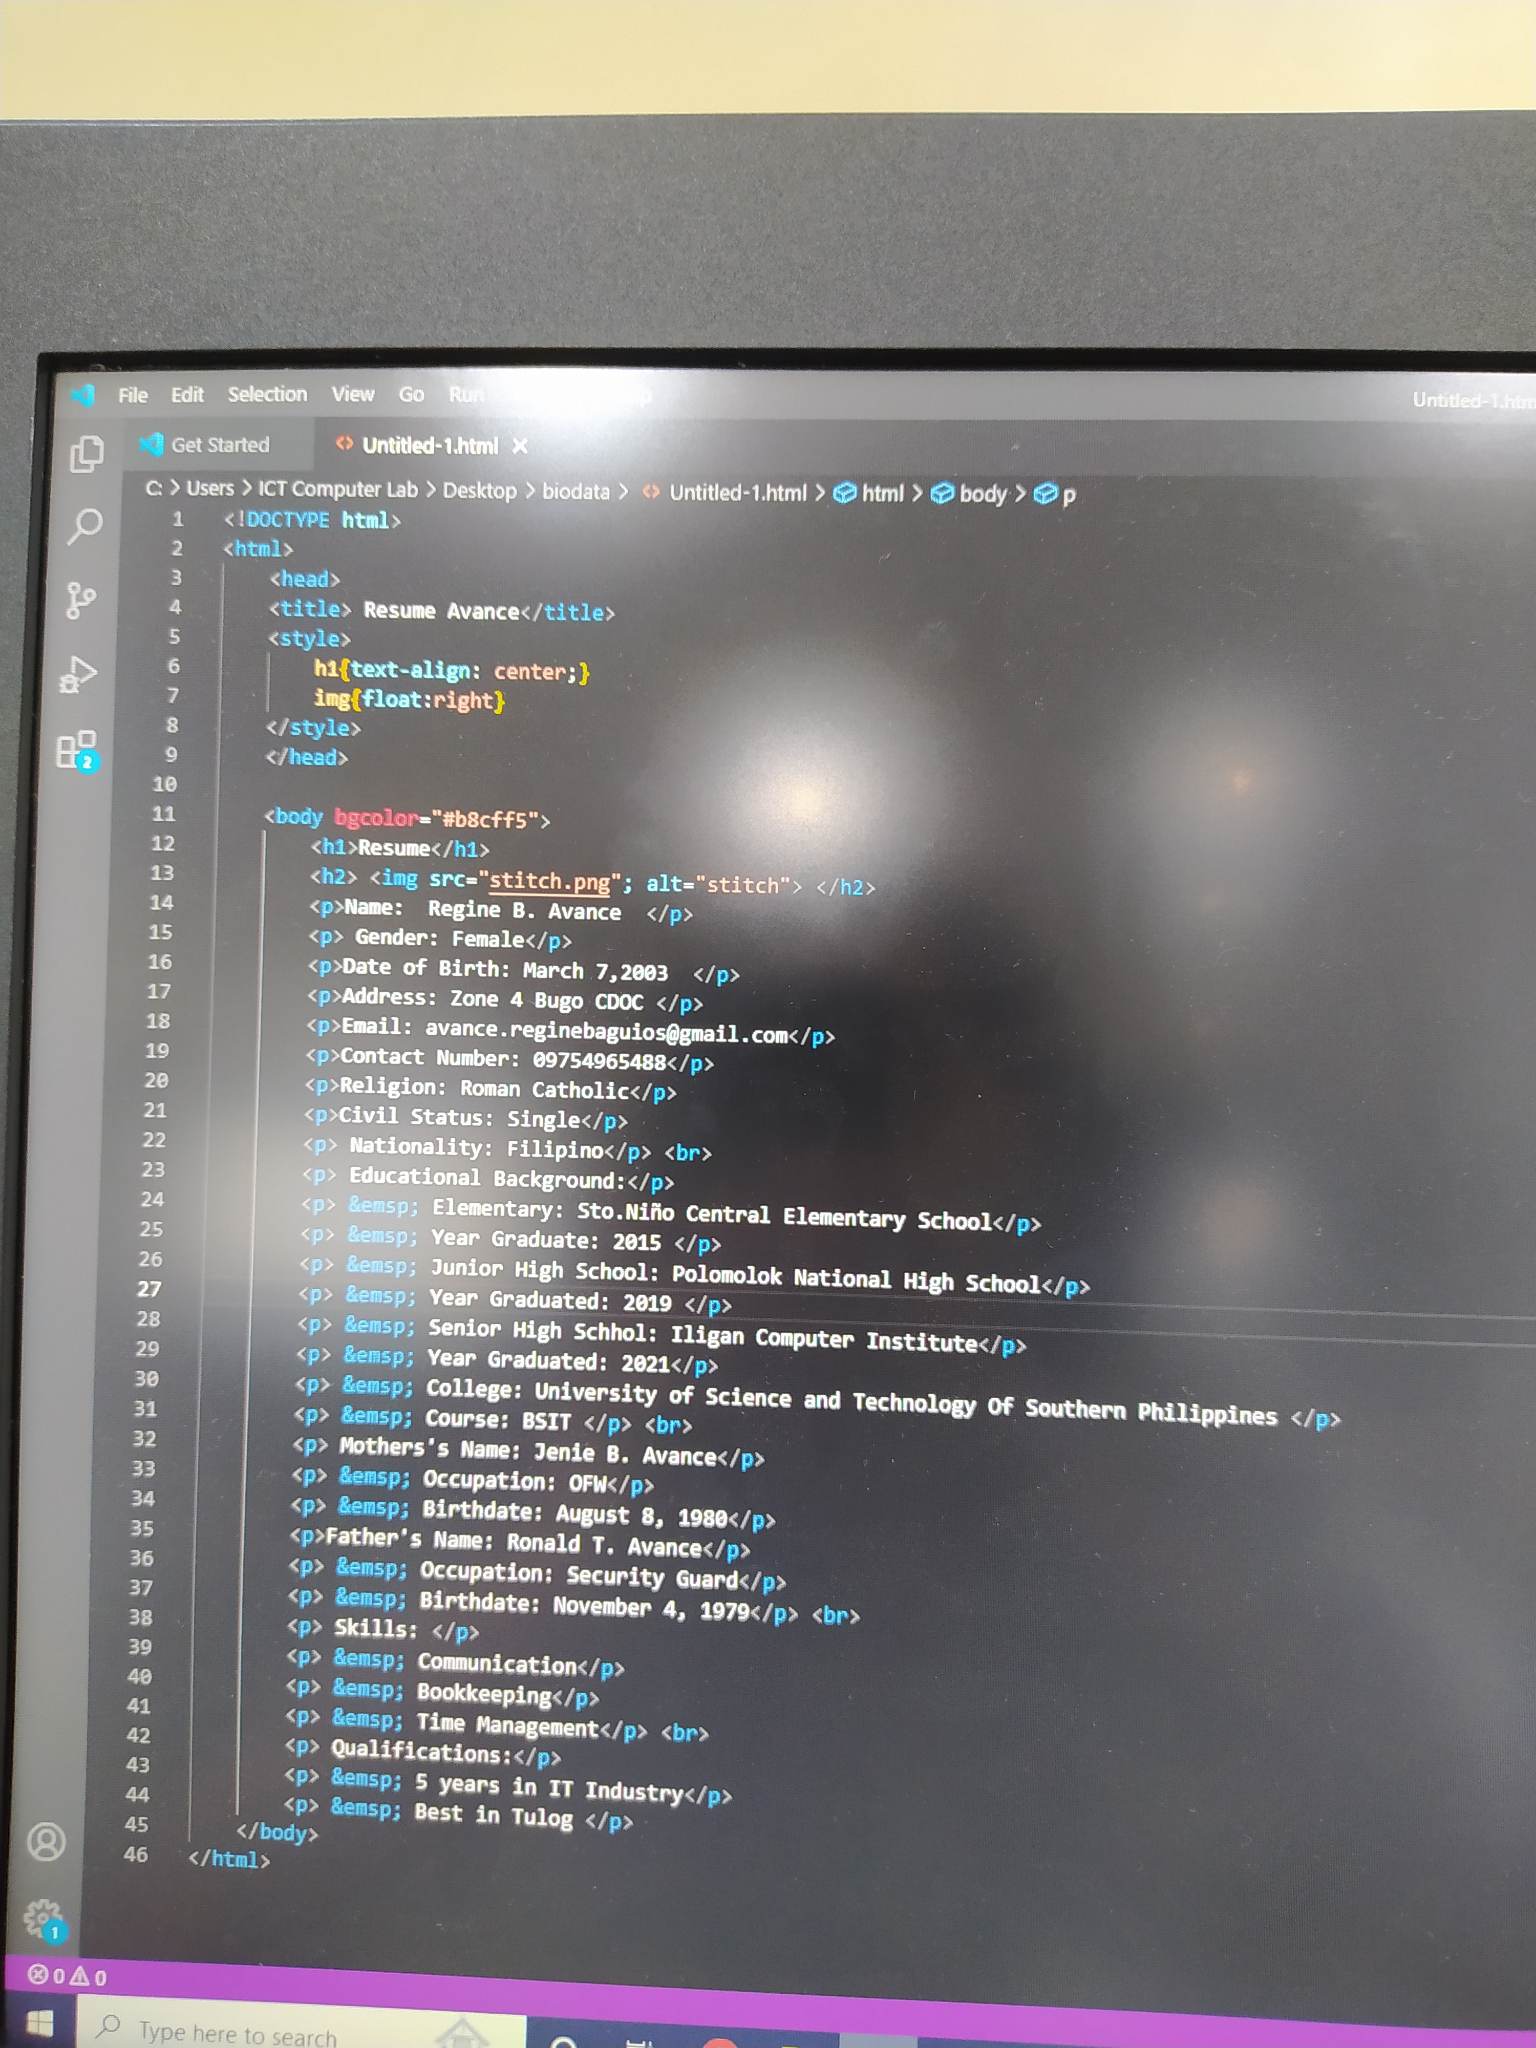 File Edit Selection View Go Run
Untitled-1.htm
Get Started
Untitled-1.html
C: > Users > ICT Computer Lab > Desktop > biodata > Untitled-1.html > html > body > p
1 <!DOCTYPE html>
2 <html>
3 <head>
4 <title> Resume Avance</title>
5 <style>
6 h1{text-align: center;}
7 img{float:right}
8 </style>
9 </head>
10
11 <body bgcolor="#b8cff5">
12 <h1>Resume</h1>
13 <h2> <img src="stitch.png"; alt="stitch"> </h2>
14 <p>Name:  Regine B. Avance  </p>
15 <p> Gender: Female</p>
16 <p>Date of Birth: March 7,2003  </p>
17 <p>Address: Zone 4 Bugo CDOC </p>
18 <p>Email: avance.reginebaguios@gmail.com</p>
19 <p>Contact Number: 09754965488</p>
20 <p>Religion: Roman Catholic</p>
21 <p>Civil Status: Single</p>
22 <p> Nationality: Filipino</p> <br>
23 <p> Educational Background:</p>
24 <p> &emsp; Elementary: Sto.Niño Central Elementary School</p>
25 <p> &emsp; Year Graduate: 2015 </p>
26 <p> &emsp; Junior High School: Polomolok National High School</p>
27 <p> &emsp; Year Graduated: 2019 </p>
28 <p> &emsp; Senior High Schhol: Iligan Computer Institute</p>
29 <p> &emsp; Year Graduated: 2021</p>
30 <p> &emsp; College: University of Science and Technology Of Southern Philippines </p>
31 <p> &emsp; Course: BSIT </p> <br>
32 <p> Mothers's Name: Jenie B. Avance</p>
33 <p> &emsp; Occupation: OFW</p>
34 <p> &emsp; Birthdate: August 8, 1980</p>
35 <p>Father's Name: Ronald T. Avance</p>
36 <p> &emsp; Occupation: Security Guard</p>
37 <p> &emsp; Birthdate: November 4, 1979</p> <br>
38 <p> Skills: </p>
39 <p> &emsp; Communication</p>
40 <p> &emsp; Bookkeeping</p>
41 <p> &emsp; Time Management</p> <br>
42 <p> Qualifications:</p>
43 <p> &emsp; 5 years in IT Industry</p>
44 <p> &emsp; Best in Tulog </p>
45 </body>
46 </html>
2
1
0 0
Type here to search